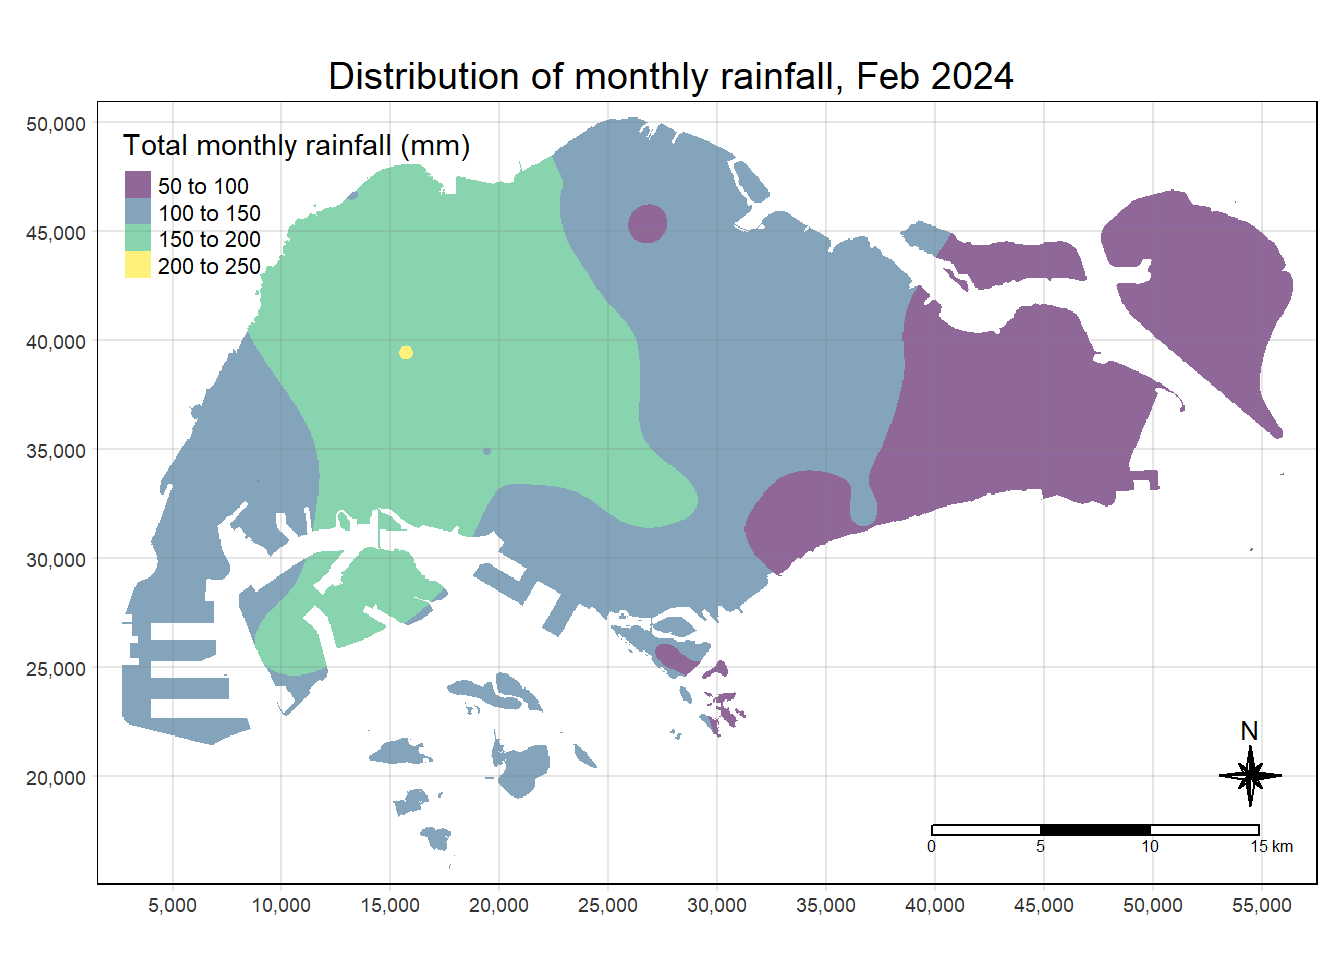 Distribution of monthly rainfall, Feb 2024
Total monthly rainfall (mm)
50 to 100
100 to 150
150 to 200
200 to 250
50,000
45,000
40,000
35,000
30,000
25,000
20,000
N
0 5 10 15 km
5,000 10,000 15,000 20,000 25,000 30,000 35,000 40,000 45,000 50,000 55,000